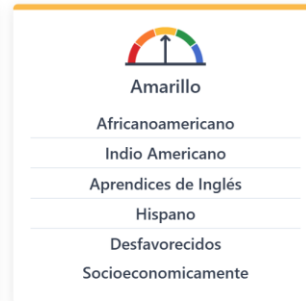 Amarillo
Africanoamericano
Indio Americano
Aprendices de Inglés
Hispano
Desfavorecidos
Socioeconomicamente